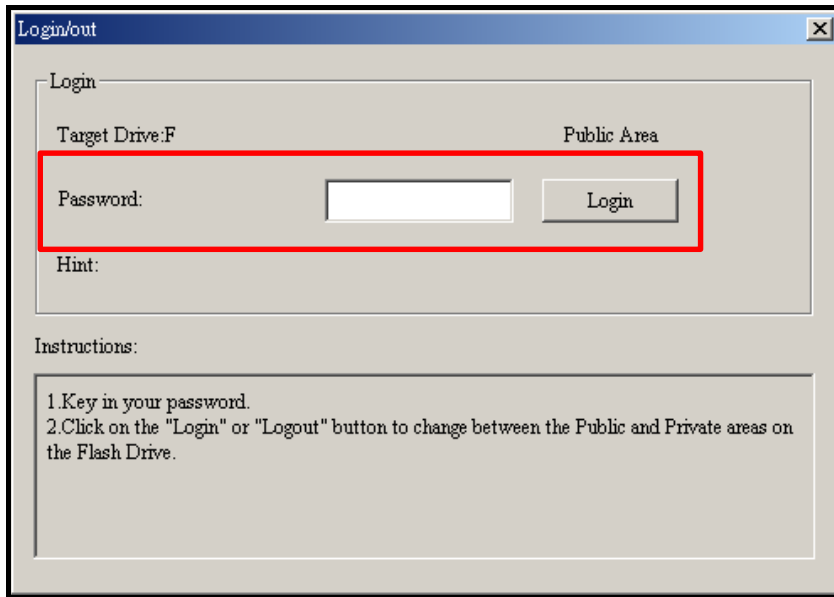 Login/out
Login
Target Drive:F Public Area
Password: Login
Hint:
Instructions:
1.Key in your password.
2.Click on the "Login" or "Logout" button to change between the Public and Private areas on
the Flash Drive.